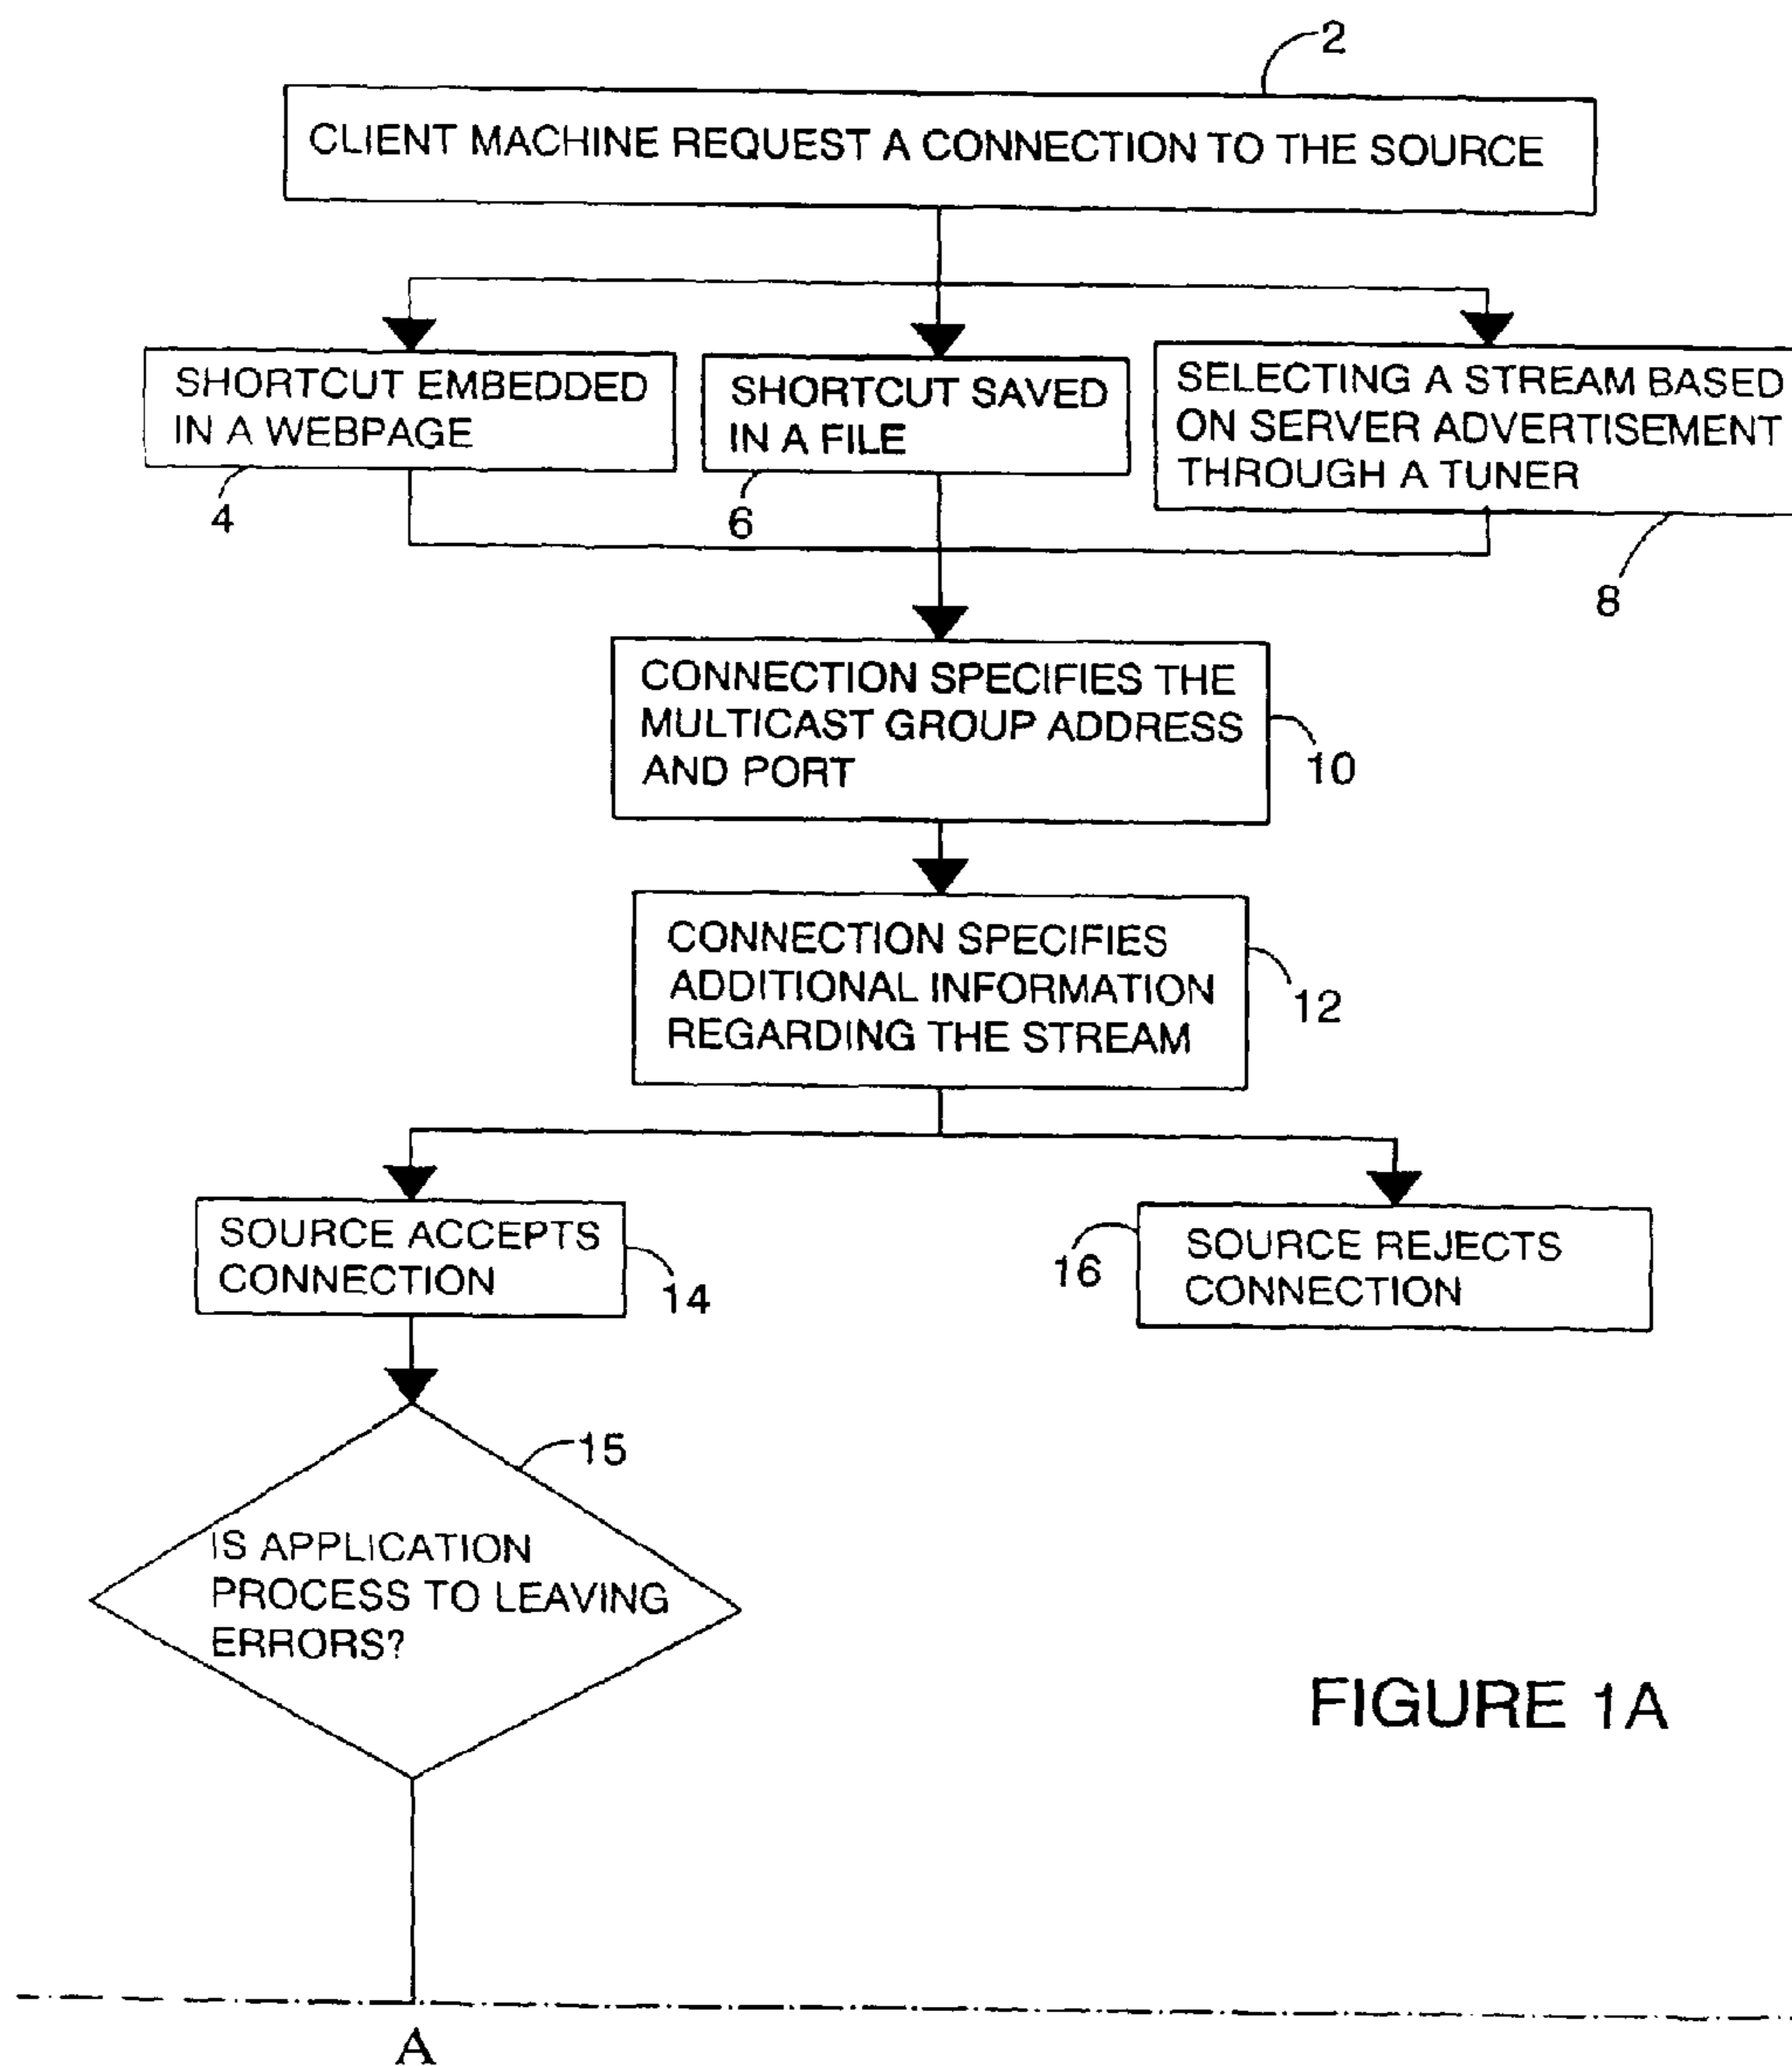 2
CLIENT MACHINE REQUEST A CONNECTION TO THE SOURCE
SHORTCUT EMBEDDED
IN A WEBPAGE
4
SHORTCUT SAVED
IN A FILE
6
SELECTING A STREAM BASED
ON SERVER ADVERTISEMENT
THROUGH A TUNER
8
CONNECTION SPECIFIES THE
MULTICAST GROUP ADDRESS
AND PORT
10
CONNECTION SPECIFIES
ADDITIONAL INFORMATION
REGARDING THE STREAM
12
SOURCE ACCEPTS
CONNECTION
14
16
SOURCE REJECTS
CONNECTION
15
IS APPLICATION
PROCESS TO LEAVING
ERRORS?
FIGURE 1A
A